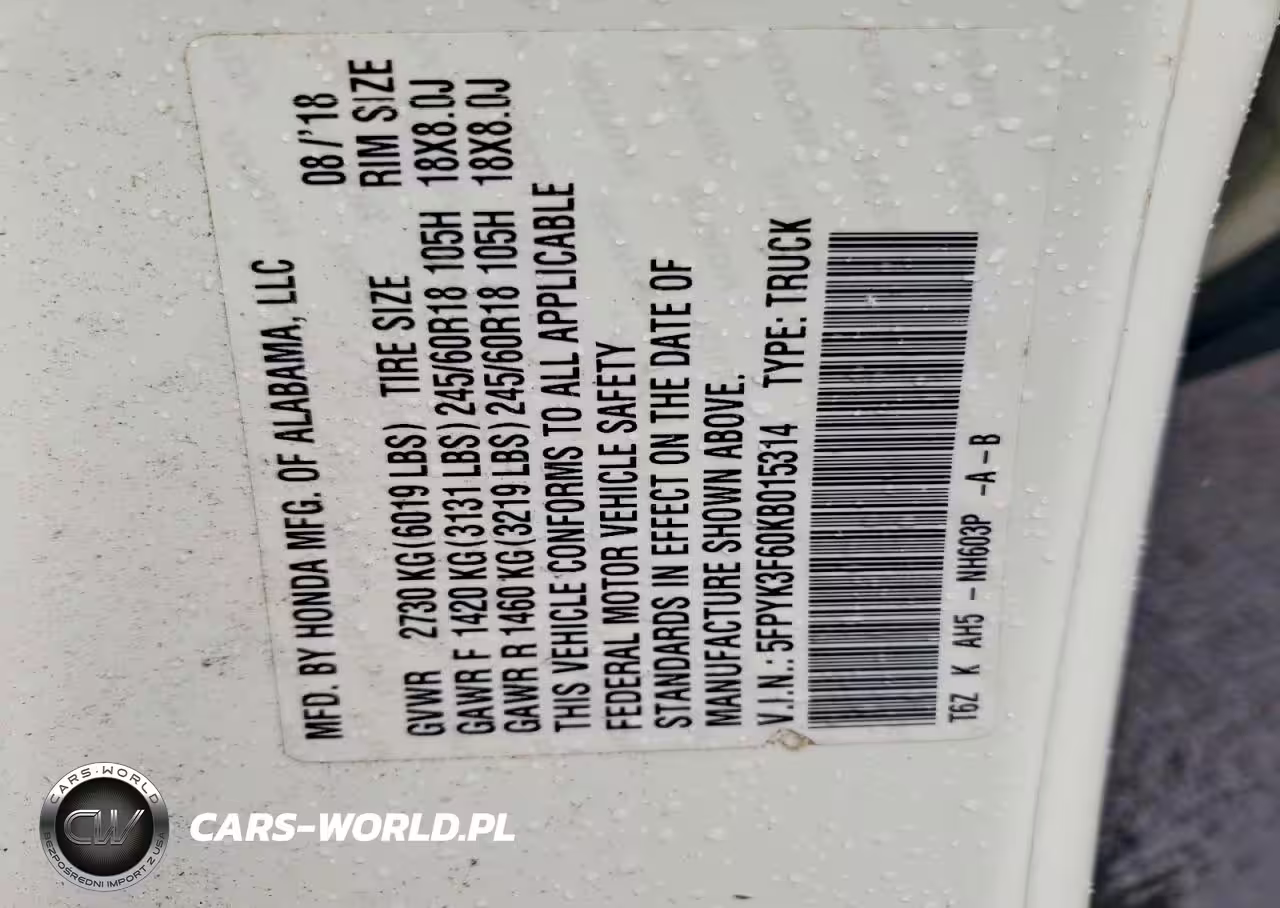 MFD. BY HONDA MFG. OF ALABAMA, LLC
08/'18
GVWR 2730 KG(6019 LBS) TIRE SIZE RIM SIZE
GAWR F 1420 KG(3131 LBS) 245/60R18 105H 18X8.0J
GAWR R 1460 KG(3219 LBS) 245/60R18 105H 18X8.0J
THIS VEHICLE CONFORMS TO ALL APPLICABLE
FEDERAL MOTOR VEHICLE SAFETY
STANDARDS IN EFFECT ON THE DATE OF
MANUFACTURE SHOWN ABOVE.
V.I.N.: 5FPYK3F60KB015314 TYPE: TRUCK
T6Z K AH5 - NH603P -A-B
CARS-WORLD
CW
BEZPOŚREDNI IMPORT Z USA
CARS-WORLD.PL